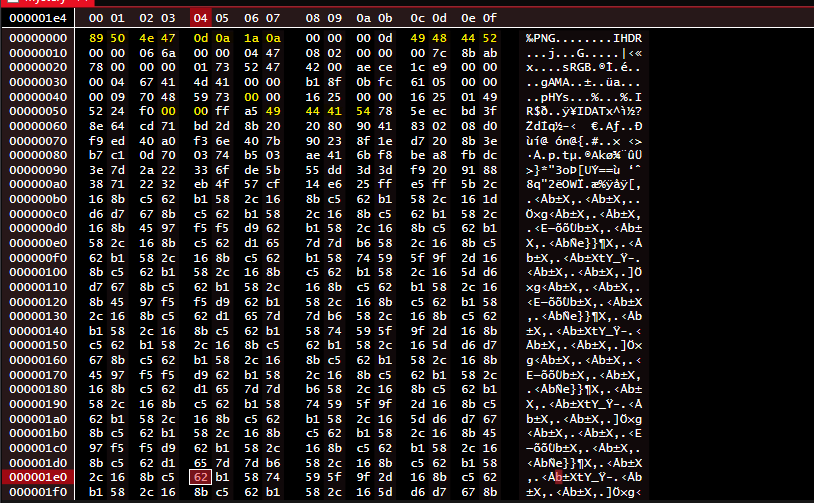 000001e4 00 01 02 03 04 05 06 07 08 09 0a 0b 0c 0d 0e 0f
00000000 89 50 4e 47 0d 0a 1a 0a 00 00 00 0d 49 48 44 52 ‰PNG........IHDR
00000010 00 00 06 6a 00 00 04 47 08 02 00 00 00 7c 8b ab ...j...G.....|‹«
00000020 78 00 00 00 01 73 52 47 42 00 ae ce 1c e9 00 00 x....sRGB.®Î.é..
00000030 00 04 67 41 4d 41 00 00 b1 8f 0b fc 61 05 00 00 ..gAMA..±..üa...
00000040 00 09 70 48 59 73 00 00 16 25 00 00 16 25 01 49 ..pHYs...%...%.I
00000050 52 24 f0 00 00 ff a5 49 44 41 54 78 5e ec bd 3f R$ð..ÿ¥IDATx^ì½?
00000060 8e 64 cd 71 bd 2d 8b 20 20 80 90 41 83 02 08 d0 ŽdÍq½-‹  €.Aƒ..Ð
00000070 f9 ed 40 a0 f3 6e 40 90 23 8f 1e d7 20 8b 3e
00000080 b7 c1 0d 70 03 74 b5 03 ae 41 6b f8 be a8 fb dc ·Á.p.tµ.®Akø¾¨ûÜ
00000090 3e 7d 2a 22 33 6f de 5b 55 dd 3d 3d f9 20 91 88 >}*"3oÞ[UÝ==ù ‘ˆ
000000a0 38 71 22 32 eb 4f 57 cf 14 e6 25 ff e5 ff 5b 2c 8q"2ëOWÏ.æ%ÿåÿ[,
000000b0 16 8b c5 62 b1 58 2c 16 8b c5 62 b1 58 2c 16 1d .‹Åb±X,.‹Åb±X,..
000000c0 d6 d7 67 8b c5 62 b1 58 2c 16 8b c5 62 b1 58 2c Ö×g‹Åb±X,.‹Åb±X,
000000d0 16 8b 45 97 f5 f5 d9 62 b1 58 2c 16 8b c5 62 b1 .‹E—õõÙb±X,.‹Åb±
000000e0 58 2c 16 8b c5 62 d1 65 7d 7d b6 58 2c 16 8b c5 X,.‹ÅbÑe}}¶X,.‹Å
000000f0 62 b1 58 2c 16 8b c5 62 b1 58 74 59 5f 9f 2d 16 b±X,.‹Åb±XtY_Ÿ-.
00000100 8b c5 62 b1 58 2c 16 8b c5 62 b1 58 2c 16 5d d6 ‹Åb±X,.‹Åb±X,.]Ö
00000110 d7 67 8b c5 62 b1 58 2c 16 8b c5 62 b1 58 2c 16 ×g‹Åb±X,.‹Åb±X,.
00000120 8b 45 97 f5 f5 d9 62 b1 58 2c 16 8b c5 62 b1 58 ‹E—õõÙb±X,.‹Åb±X
00000130 2c 16 8b c5 62 d1 65 7d 7d b6 58 2c 16 8b c5 62 ,.‹ÅbÑe}}¶X,.‹Åb
00000140 b1 58 2c 16 8b c5 62 b1 58 74 59 5f 9f 2d 16 8b ±X,.‹Åb±XtY_Ÿ-.‹
00000150 c5 62 b1 58 2c 16 8b c5 62 b1 58 2c 16 5d d6 d7 Åb±X,.‹Åb±X,.]Ö×
00000160 67 8b c5 62 b1 58 2c 16 8b c5 62 b1 58 2c 16 8b g‹Åb±X,.‹Åb±X,.‹
00000170 45 97 f5 f5 d9 62 b1 58 2c 16 8b c5 62 b1 58 2c E—õõÙb±X,.‹Åb±X,
00000180 16 8b c5 62 d1 65 7d 7d b6 58 2c 16 8b c5 62 b1 .‹ÅbÑe}}¶X,.‹Åb±
00000190 58 2c 16 8b c5 62 b1 58 74 59 5f 9f 2d 16 8b c5 X,.‹Åb±XtY_Ÿ-.‹Å
000001a0 62 b1 58 2c 16 8b c5 62 b1 58 2c 16 5d d6 d7 67 b±X,.‹Åb±X,.]Ö×g
000001b0 8b c5 62 b1 58 2c 16 8b c5 62 b1 58 2c 16 8b 45 ‹Åb±X,.‹Åb±X,.‹E
000001c0 97 f5 f5 d9 62 b1 58 2c 16 8b c5 62 b1 58 2c 16 —õõÙb±X,.‹Åb±X,.
000001d0 8b c5 62 d1 65 7d 7d b6 58 2c 16 8b c5 62 b1 58 ‹ÅbÑe}}¶X,.‹Åb±X
000001e0 2c 16 8b c5 62 b1 58 74 59 5f 9f 2d 16 8b c5 62 ,.‹Åb±XtY_Ÿ-.‹Åb
000001f0 b1 58 2c 16 8b c5 62 b1 58 2c 16 5d d6 d7 67 8b ±X,.‹Åb±X,.]Ö×g‹